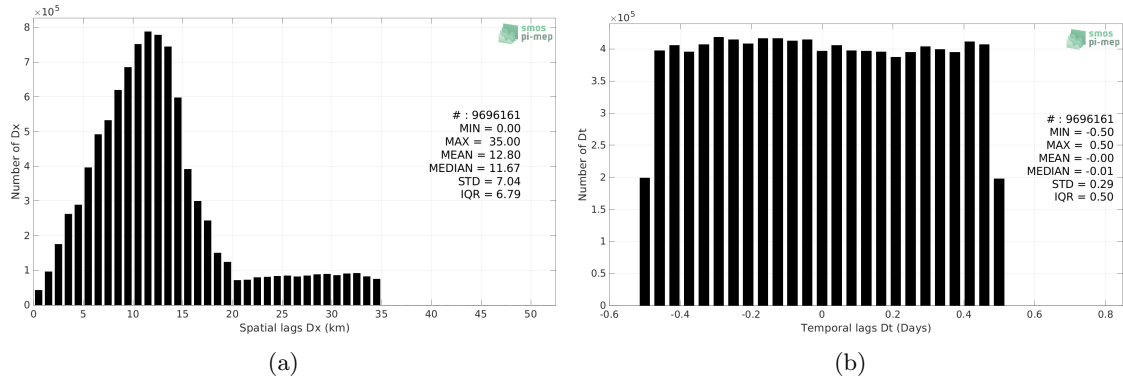 ×10⁵
8
7
6
5
4
3
2
1
0
Number of Dx
0 5 10 15 20 25 30 35 40 45 50
Spatial lags Dx (km)
smos
pi-mep
# : 9696161
MIN = 0.00
MAX = 35.00
MEAN = 12.80
MEDIAN = 11.67
STD = 7.04
IQR = 6.79
(a)
×10⁵
4
3.5
3
2.5
2
1.5
1
0.5
0
Number of Dt
-0.6 -0.4 -0.2 0 0.2 0.4 0.6 0.8
Temporal lags Dt (Days)
smos
pi-mep
# : 9696161
MIN = -0.50
MAX = 0.50
MEAN = -0.00
MEDIAN = -0.01
STD = 0.29
IQR = 0.50
(b)